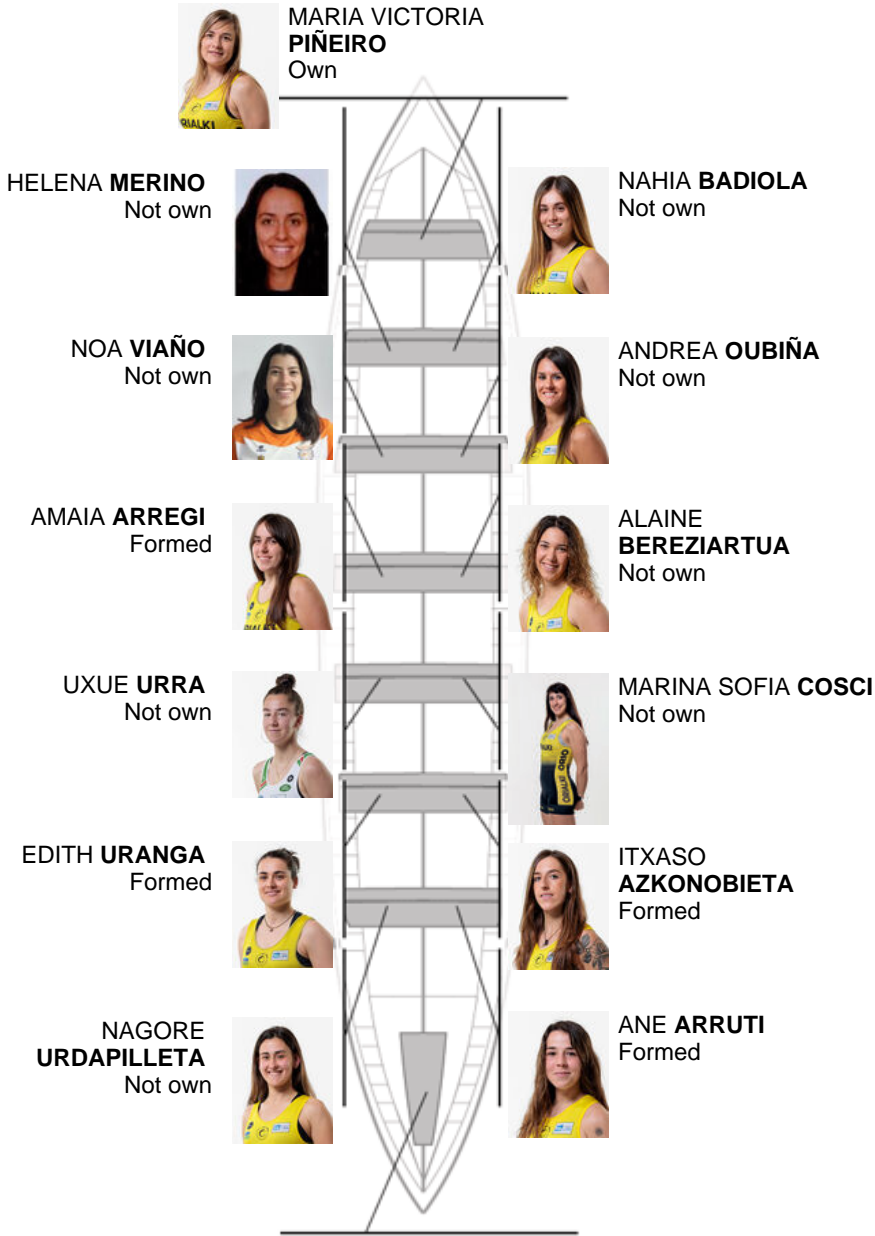 MARIA VICTORIA
PIÑEIRO
Own
RIALKI
HELENA MERINO
Not own
NAHIA BADIOLA
Not own
NOA VIAÑO
Not own
ANDREA OUBIÑA
Not own
AMAIA ARREGI
Formed
ALAINE
BEREZIARTUA
Not own
UXUE URRA
Not own
MARINA SOFIA COSCI
Not own
ORIO
EDITH URANGA
Formed
ITXASO
AZKONOBIETA
Formed
NAGORE
URDAPILLETA
Not own
ANE ARRUTI
Formed